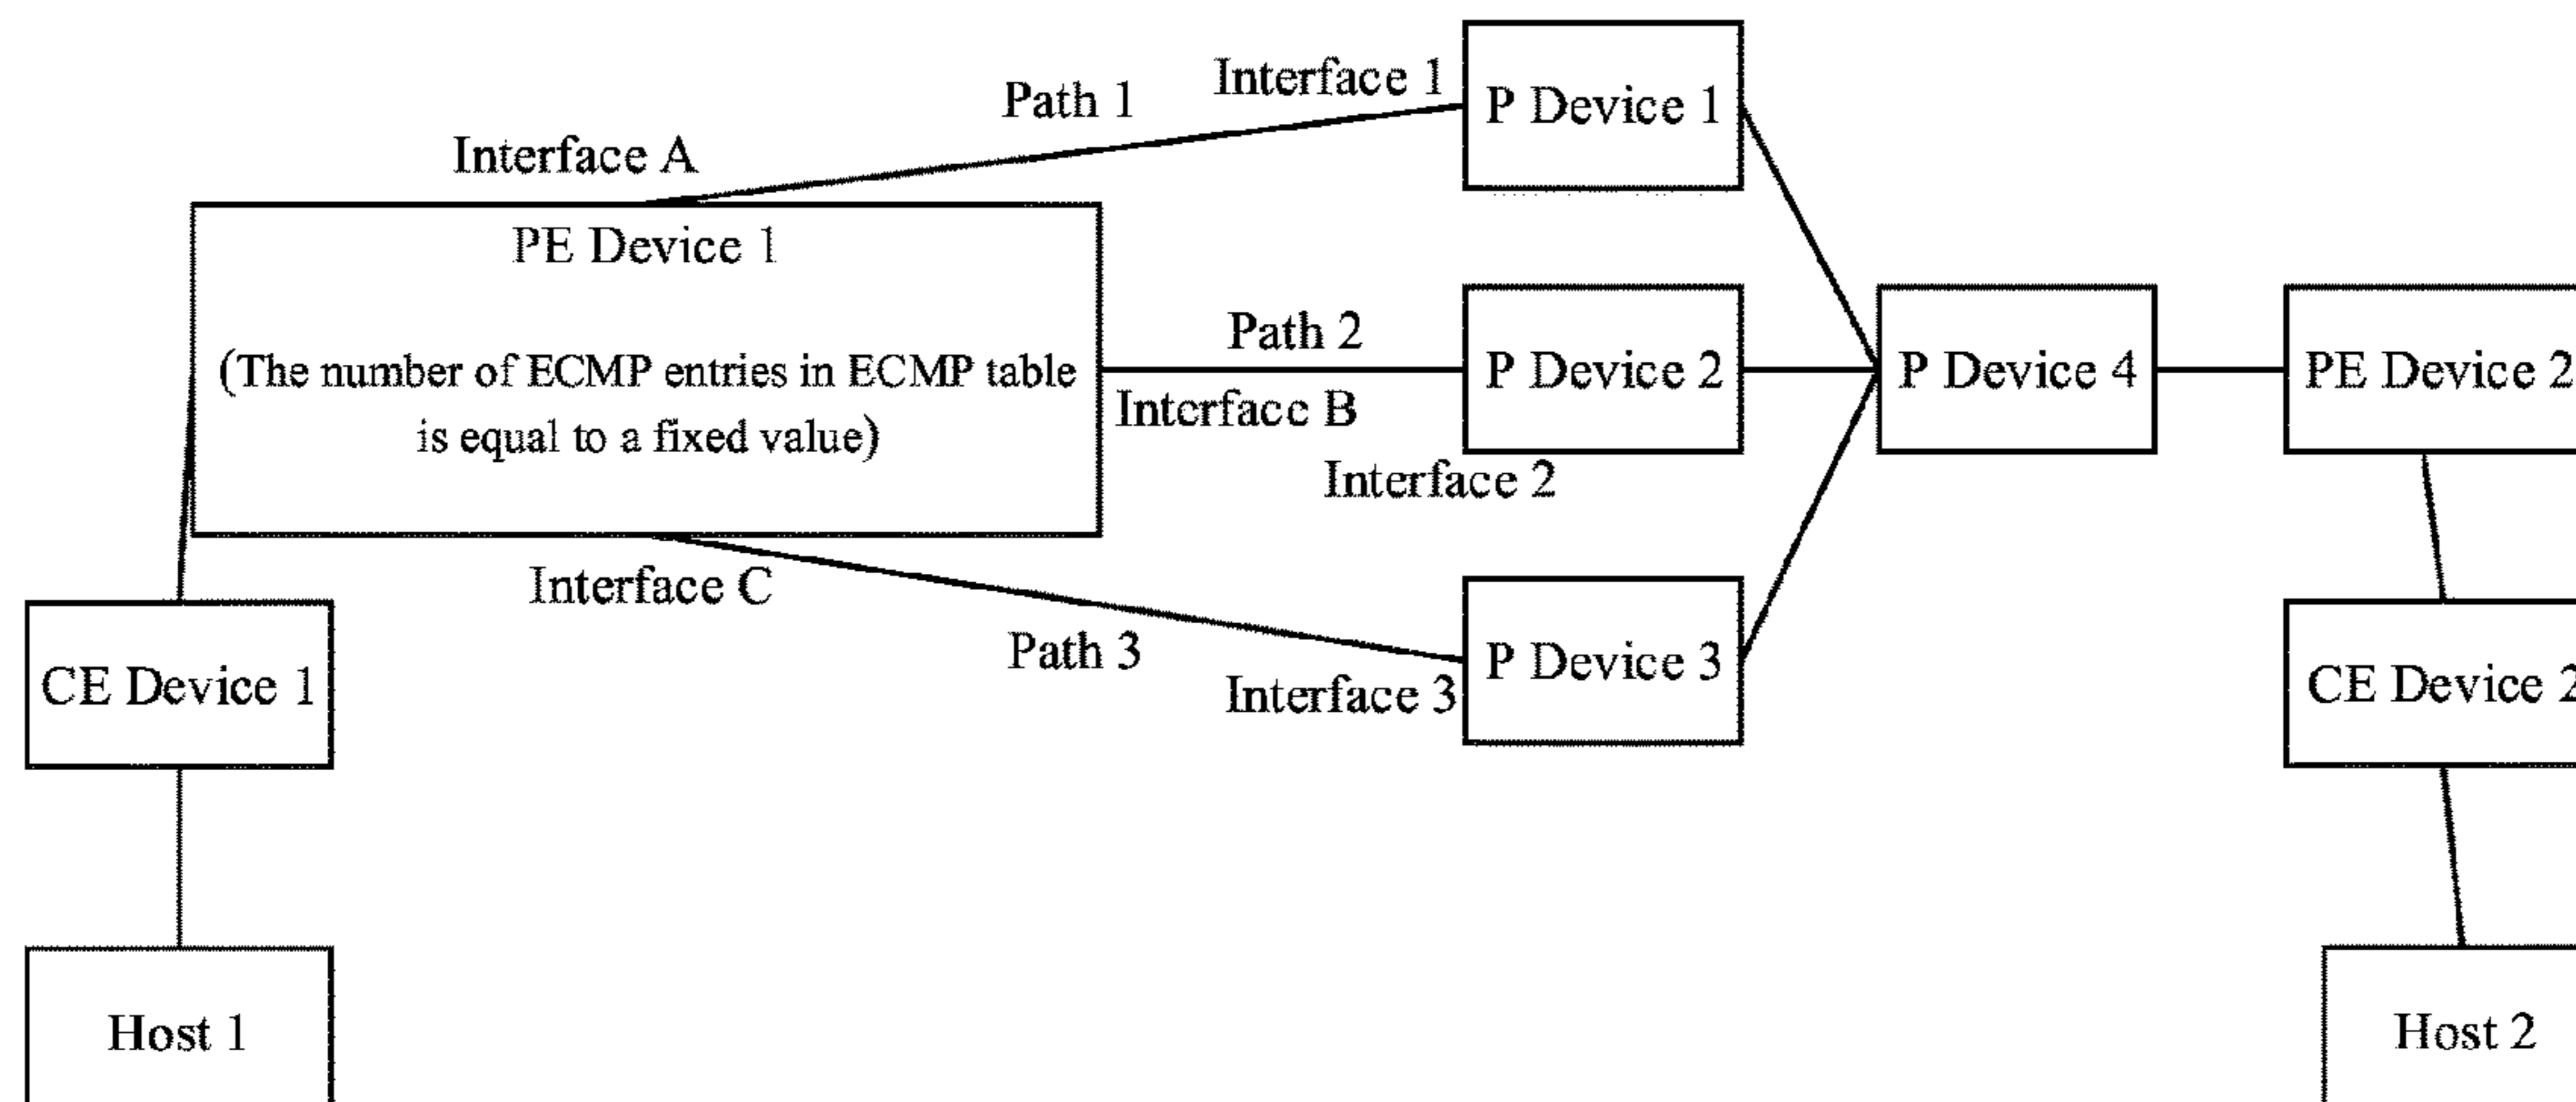 Interface 1
P Device 1
Path 1
Interface A
PE Device 1
(The number of ECMP entries in ECMP table
is equal to a fixed value)
Path 2
Interface B
P Device 2
Interface 2
P Device 4
PE Device 2
Interface C
Path 3
Interface 3
P Device 3
CE Device 1
CE Device 2
Host 1
Host 2